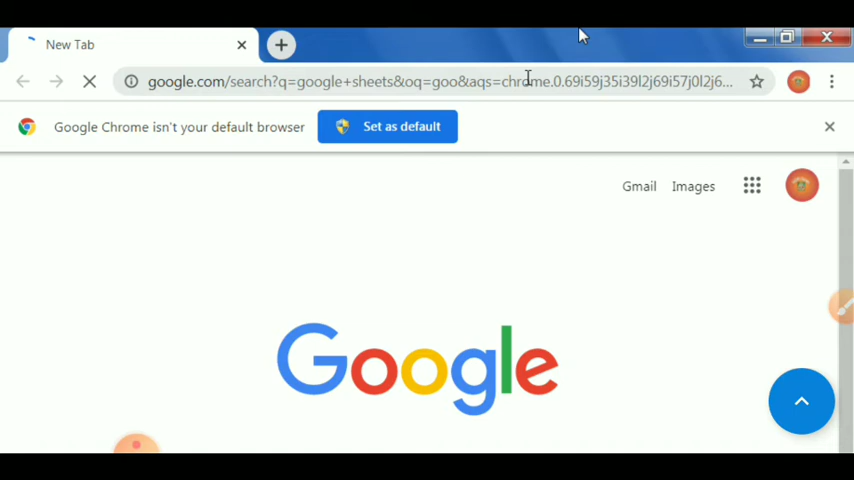 New Tab
google.com/search?q=google+sheets&oq=goo&aqs=chrome.0.69i59j35i39l2j69i57j0l2j6...
Google Chrome isn't your default browser
Set as default
Gmail Images
Google